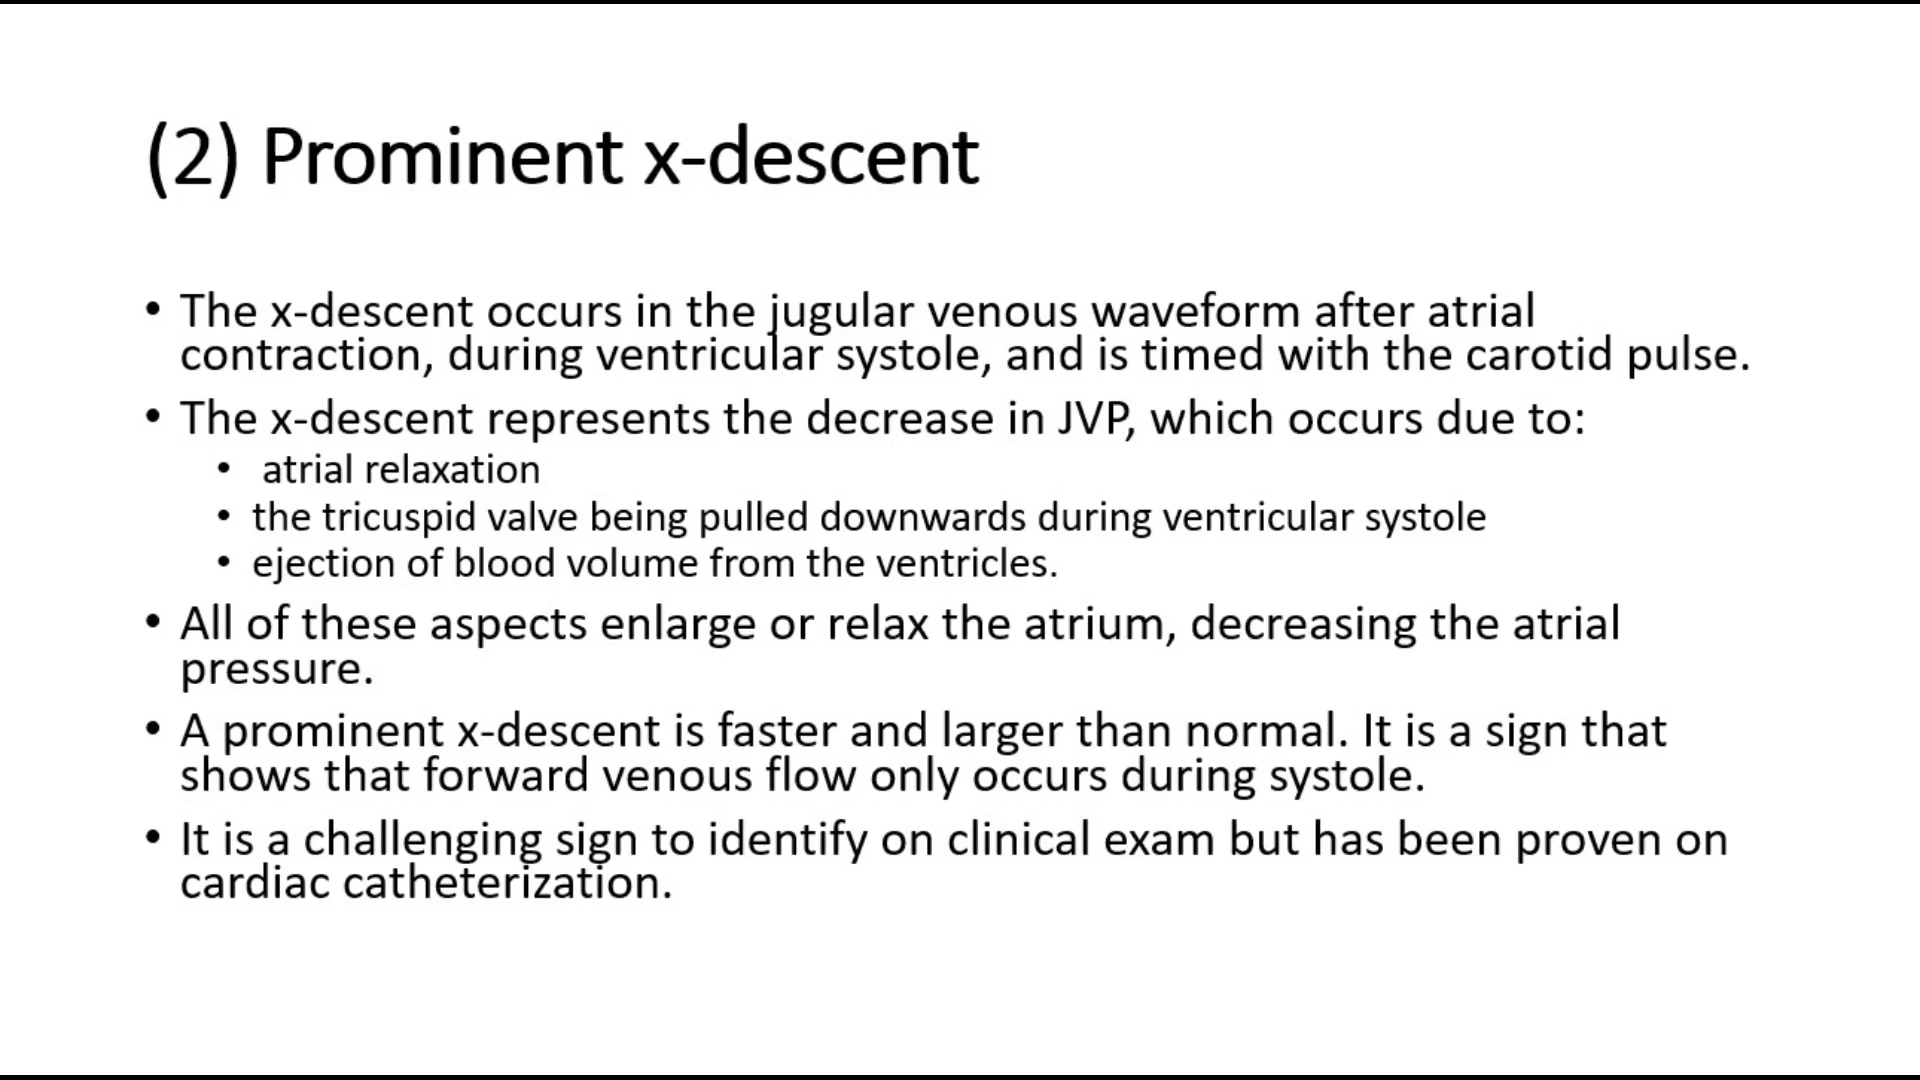 (2) Prominent x-descent
• The x-descent occurs in the jugular venous waveform after atrial
contraction, during ventricular systole, and is timed with the carotid pulse.
• The x-descent represents the decrease in JVP, which occurs due to:
• atrial relaxation
• the tricuspid valve being pulled downwards during ventricular systole
• ejection of blood volume from the ventricles.
• All of these aspects enlarge or relax the atrium, decreasing the atrial
pressure.
• A prominent x-descent is faster and larger than normal. It is a sign that
shows that forward venous flow only occurs during systole.
• It is a challenging sign to identify on clinical exam but has been proven on
cardiac catheterization.